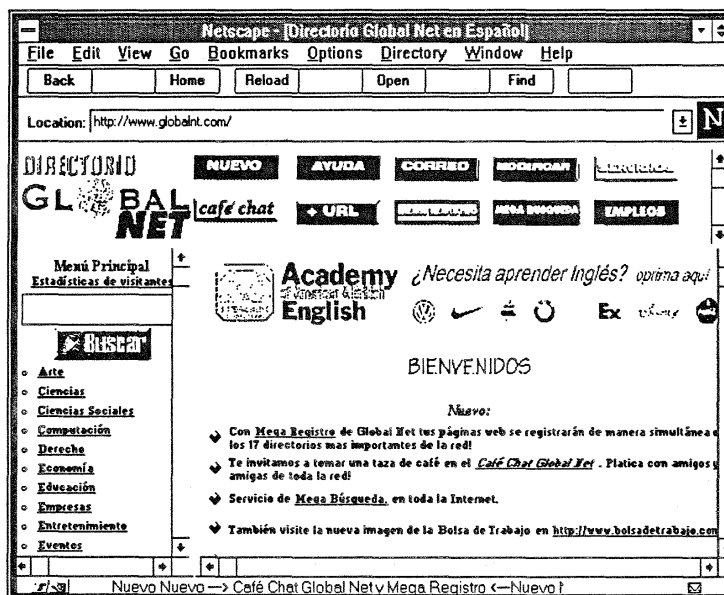 Netscape - [Directorio Global Net en Español]
File Edit View Go Bookmarks Options Directory Window Help
Back Home Reload Open Find
Location: http://www.globalnt.com/ N
DIRECTORIO
GLOBAL
NET
NUEVO AYUDA CORREO MODIFICAR
café chat + URL MEGA BUSQUEDA EMPLEOS
Menú Principal
Estadísticas de visitantes
Buscar
Arte
Ciencias
Ciencias Sociales
Computación
Derecho
Economía
Educación
Empresas
Entretenimiento
Eventos
Academy
English
¿Necesita aprender Inglés? oprima aquí
Ex
BIENVENIDOS
Nuevo:
Con Mega Registro de Global Net tus páginas web se registrarán de manera simultánea e
los 17 directorios mas importantes de la red!
Te invitamos a tomar una taza de café en el Café Chat Global Net . Platica con amigos y
amigas de toda la red!
Servicio de Mega Búsqueda, en toda la Internet.
También visite la nueva imagen de la Bolsa de Trabajo en http://www.bolsadetrabajo.com
Nuevo Nuevo --> Café Chat Global Net y Mega Registro <--Nuevo